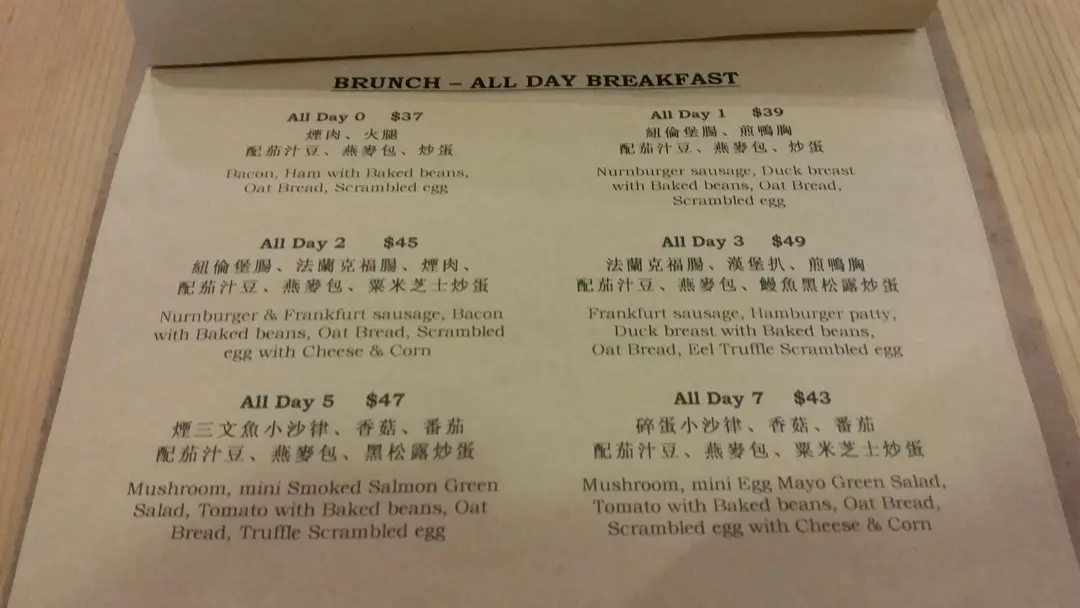 BRUNCH – ALL DAY BREAKFAST
All Day 0 $37
煙肉、火腿
配茄汁豆、燕麥包、炒蛋
Bacon, Ham with Baked beans,
Oat Bread, Scrambled egg
All Day 1 $39
紐倫堡腸、煎鴨胸
配茄汁豆、燕麥包、炒蛋
Nurnburger sausage, Duck breast
with Baked beans, Oat Bread,
Scrambled egg
All Day 2 $45
紐倫堡腸、法蘭克福腸、煙肉、
配茄汁豆、燕麥包、粟米芝士炒蛋
Nurnburger & Frankfurt sausage, Bacon
with Baked beans, Oat Bread, Scrambled
egg with Cheese & Corn
All Day 3 $49
法蘭克福腸、漢堡扒、煎鴨胸
配茄汁豆、燕麥包、鰻魚黑松露炒蛋
Frankfurt sausage, Hamburger patty,
Duck breast with Baked beans,
Oat Bread, Eel Truffle Scrambled egg
All Day 5 $47
煙三文魚小沙律、香菇、番茄
配茄汁豆、燕麥包、黑松露炒蛋
Mushroom, mini Smoked Salmon Green
Salad, Tomato with Baked beans, Oat
Bread, Truffle Scrambled egg
All Day 7 $43
碎蛋小沙律、香菇、番茄
配茄汁豆、燕麥包、粟米芝士炒蛋
Mushroom, mini Egg Mayo Green Salad,
Tomato with Baked beans, Oat Bread,
Scrambled egg with Cheese & Corn